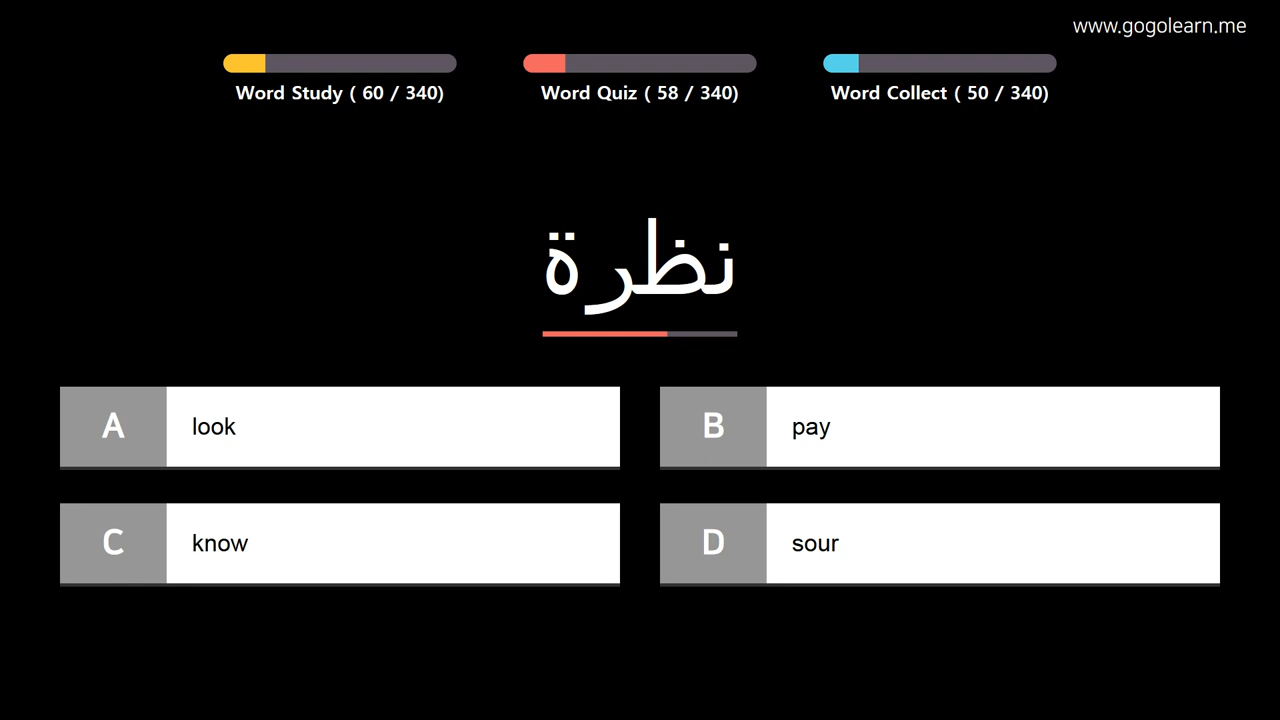 www.gogolearn.me
Word Study ( 60 / 340)
Word Quiz ( 58 / 340)
Word Collect ( 50 / 340)
نظرة
A look
B pay
C know
D sour